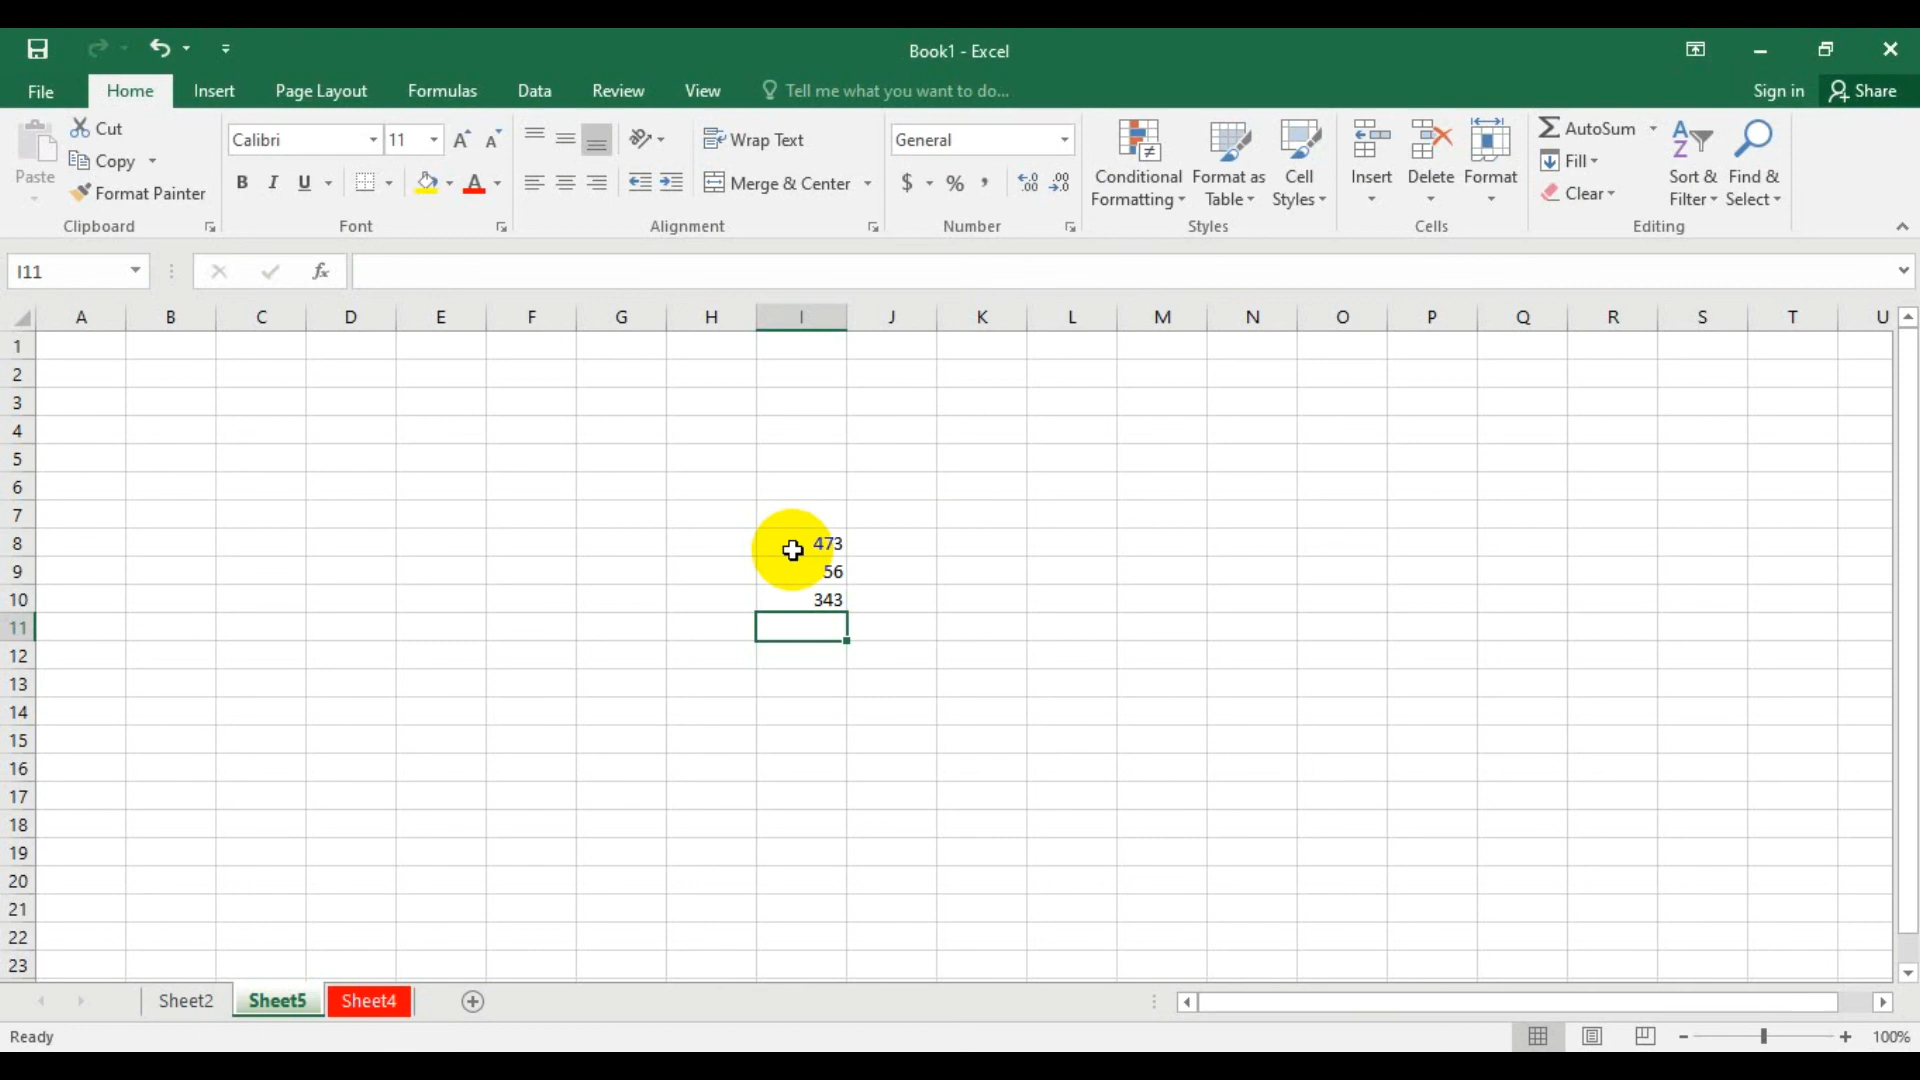 Book1 - Excel
File Home Insert Page Layout Formulas Data Review View Tell me what you want to do... Sign in Share
Paste
Cut
Copy
Format Painter
Clipboard
Calibri 11
B I U A
Font
Wrap Text
Merge & Center
Alignment
General
$ % ,
Number
Conditional Formatting
Format as Table
Cell Styles
Styles
Insert Delete Format
Cells
AutoSum
Fill
Clear
Sort & Filter
Find & Select
Editing
I11 fx
A B C D E F G H I J K L M N O P Q R S T U
1
2
3
4
5
6
7
8 473
9 56
10 343
11
12
13
14
15
16
17
18
19
20
21
22
23
Sheet2 Sheet5 Sheet4
Ready 100%